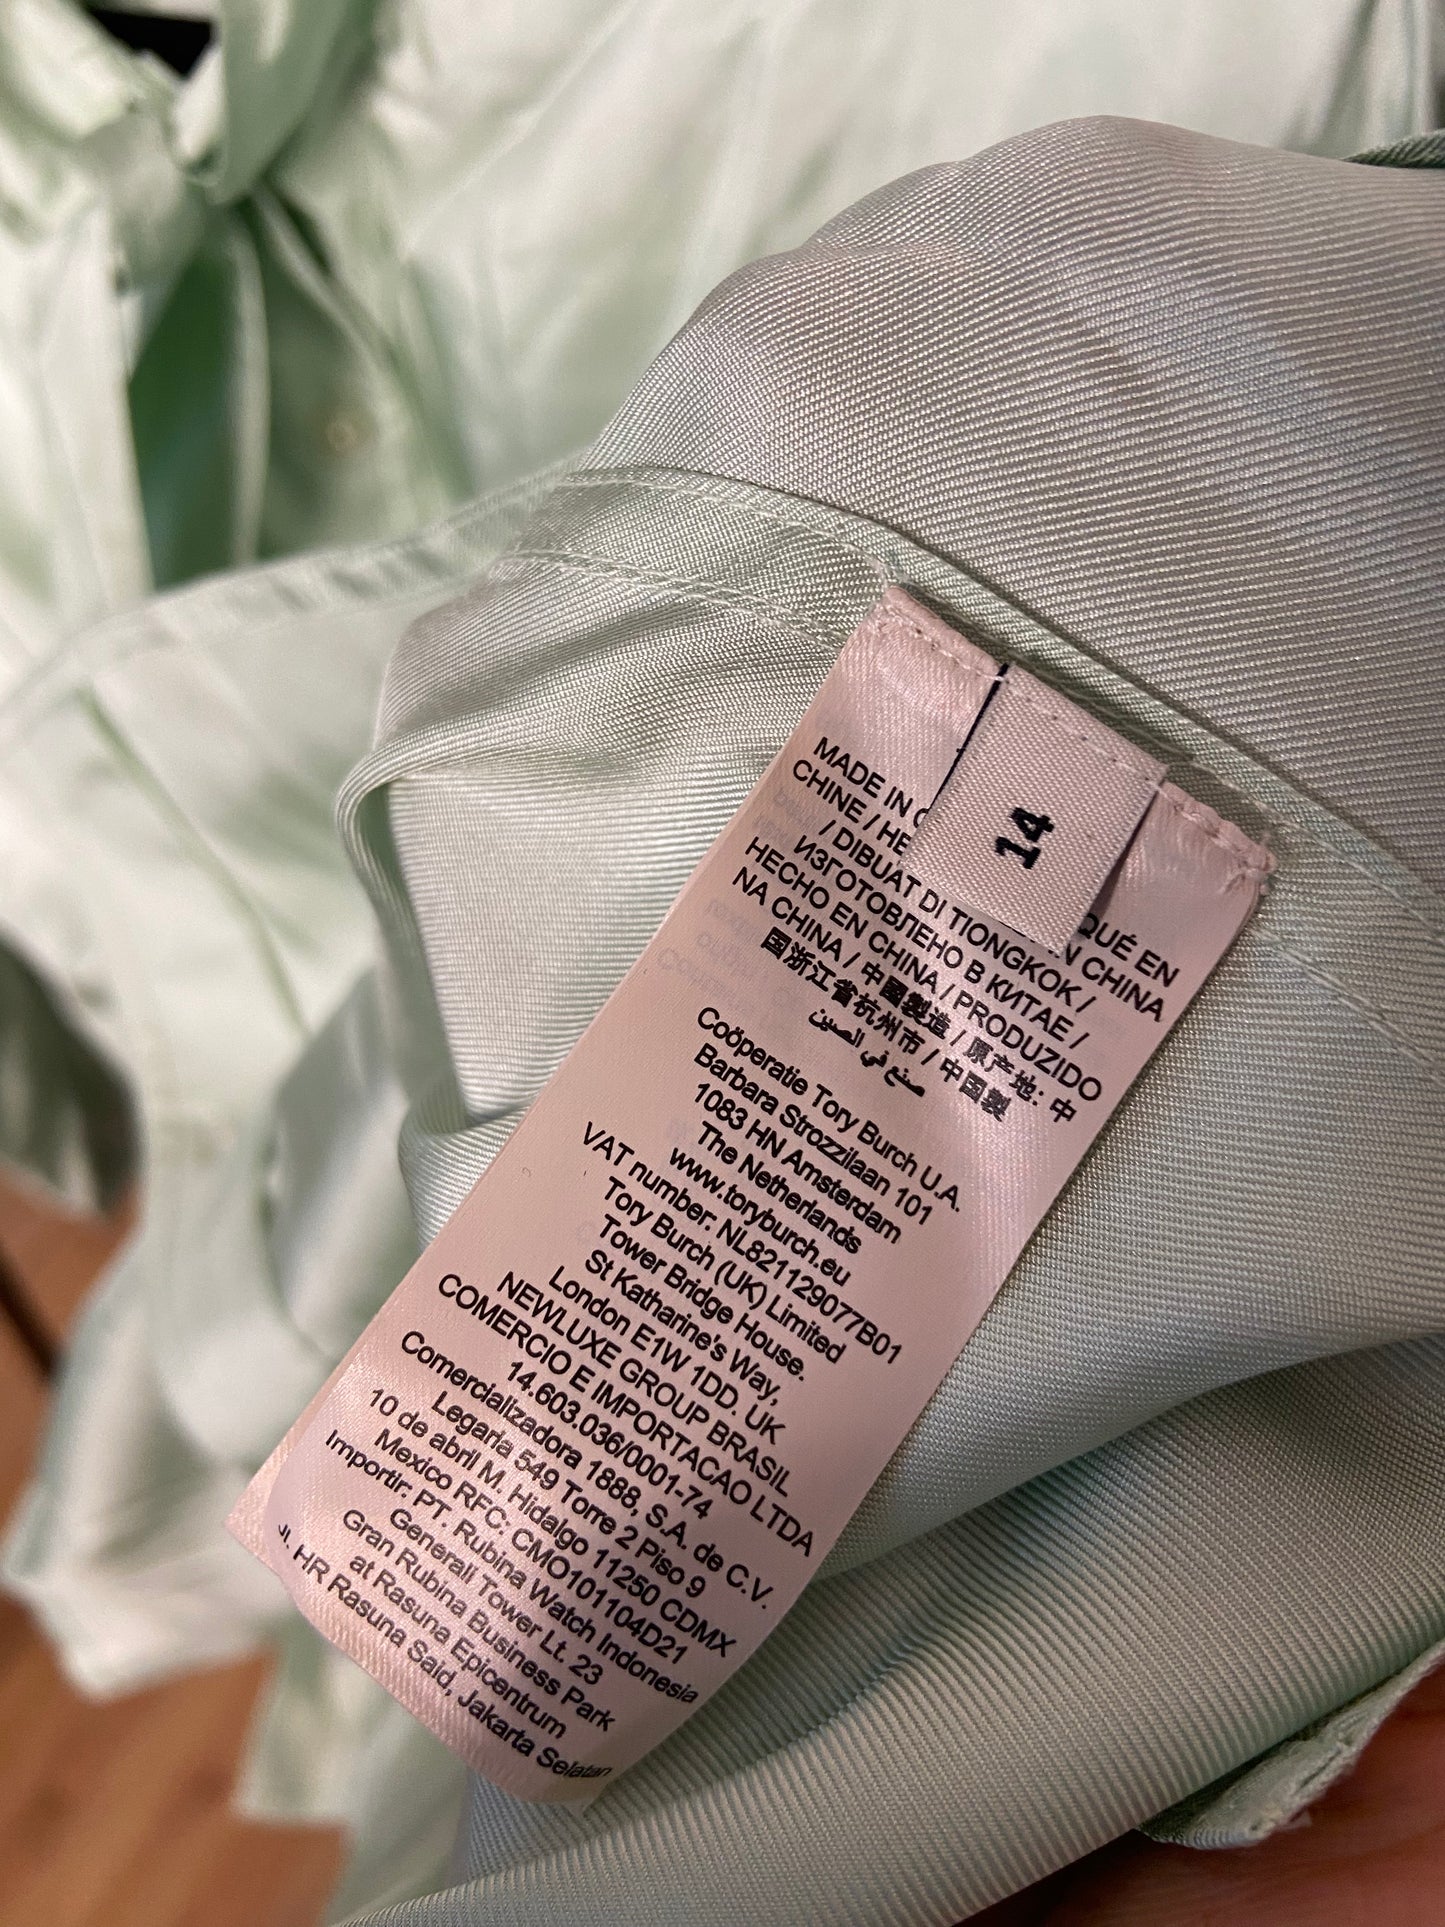 14
MADE IN
CHINE / QUÉ EN
/ DIBUAT DI TIONGKOK / CHINA
ИЗГОТОВЛЕНО В КИТАЕ /
HECHO EN CHINA / PRODUZIDO
NA CHINA / 中國製造 / 原产地: 中
国浙江省杭州市 / 中国製
صنع في الصين
Coöperatie Tory Burch U.A.
Barbara Strozzilaan 101
1083 HN Amsterdam
The Netherlands
www.toryburch.eu
VAT number: NL821129077B01
Tory Burch (UK) Limited
Tower Bridge House.
St Katharine's Way,
London E1W 1DD. UK
NEWLUXE GROUP BRASIL
COMERCIO E IMPORTACAO LTDA
14.603.036/0001-74
Comercializadora 1888, S.A. de C.V.
Legaria 549 Torre 2 Piso 9
10 de abril M. Hidalgo 11250 CDMX
Mexico RFC: CMO101104D21
Importir: PT. Rubina Watch Indonesia
Generali Tower Lt. 23
Gran Rubina Business Park
at Rasuna Epicentrum
Jl. HR Rasuna Said, Jakarta Selatan